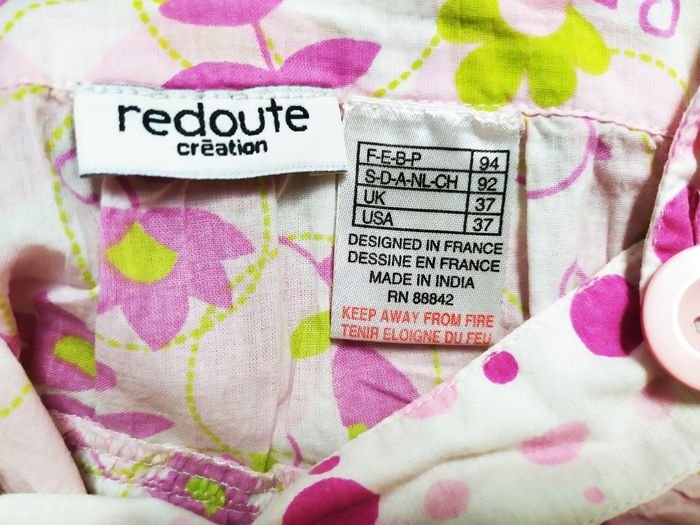 redoute
création
F-E-B-P 94
S-D-A-NL-CH 92
UK 37
USA 37
DESIGNED IN FRANCE
DESSINE EN FRANCE
MADE IN INDIA
RN 88842
KEEP AWAY FROM FIRE
TENIR ELOIGNE DU FEU